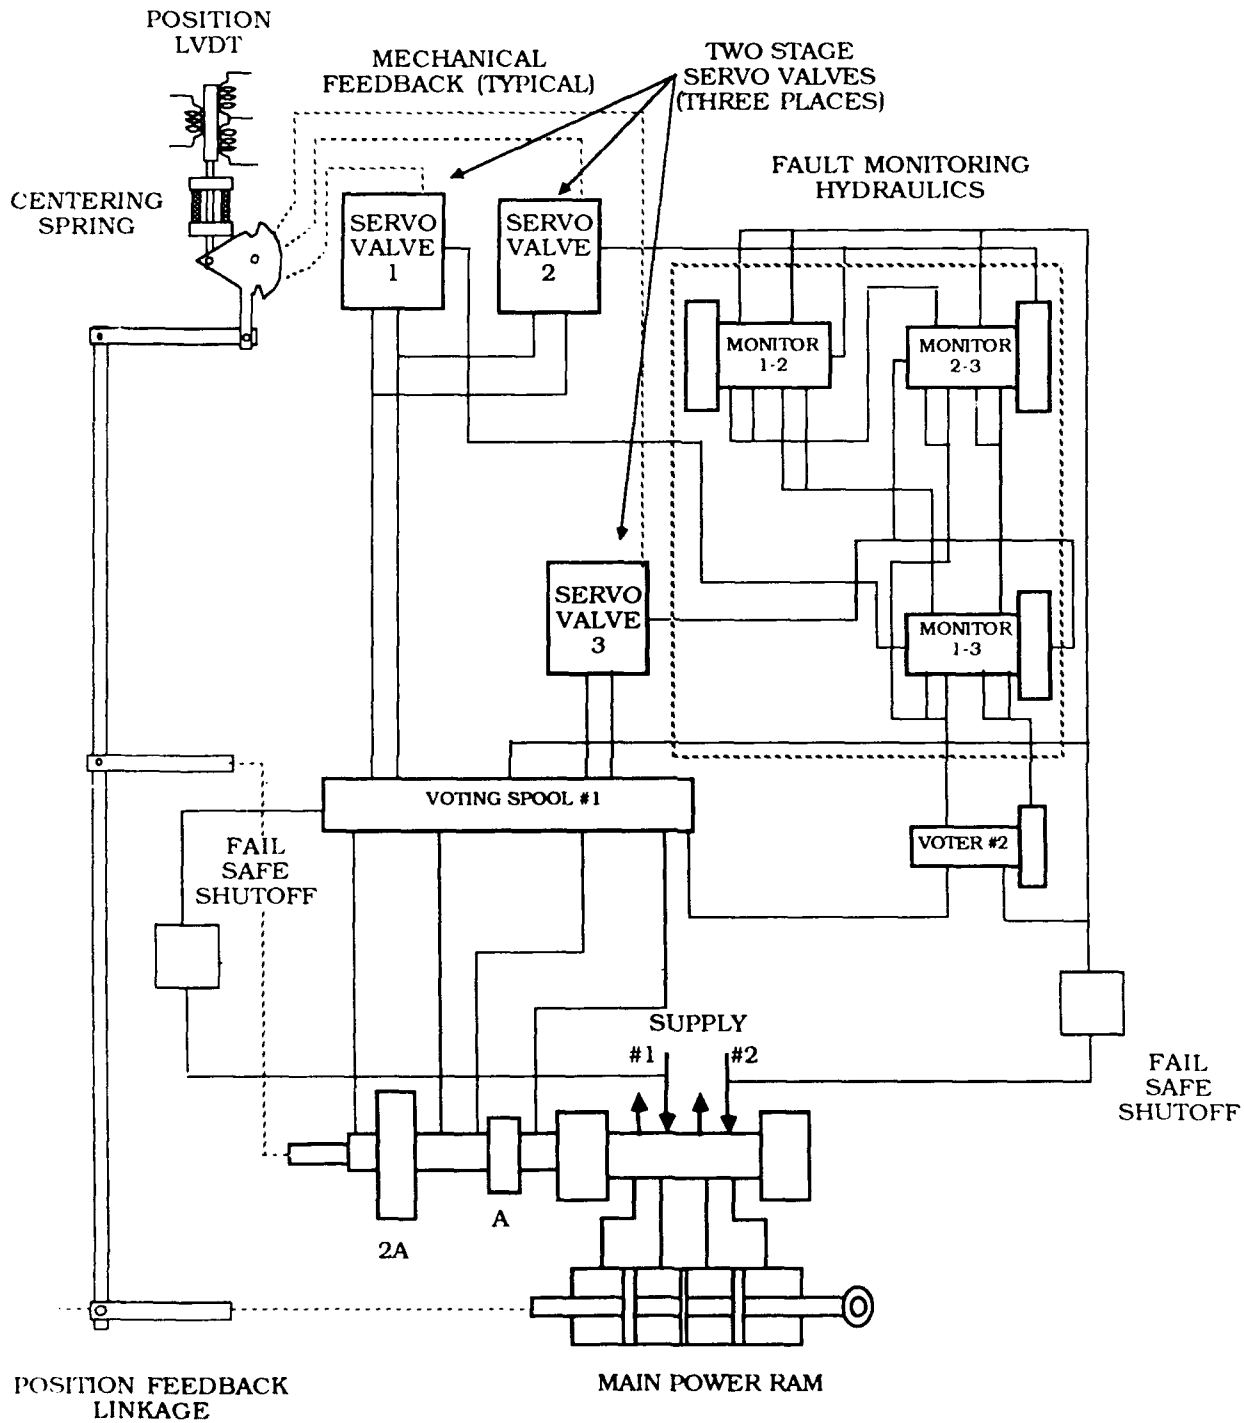 POSITION
LVDT
MECHANICAL
FEEDBACK (TYPICAL)
TWO STAGE
SERVO VALVES
(THREE PLACES)
FAULT MONITORING
HYDRAULICS
CENTERING
SPRING
SERVO
VALVE
1
SERVO
VALVE
2
MONITOR
1-2
MONITOR
2-3
SERVO
VALVE
3
MONITOR
1-3
VOTING SPOOL #1
VOTER #2
FAIL
SAFE
SHUTOFF
SUPPLY
#1
#2
FAIL
SAFE
SHUTOFF
A
2A
POSITION FEEDBACK
LINKAGE
MAIN POWER RAM